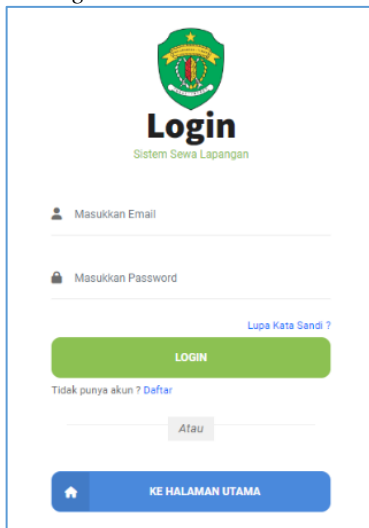 Login
Sistem Sewa Lapangan
Masukkan Email
Masukkan Password
Lupa Kata Sandi ?
LOGIN
Tidak punya akun ? Daftar
Atau
KE HALAMAN UTAMA